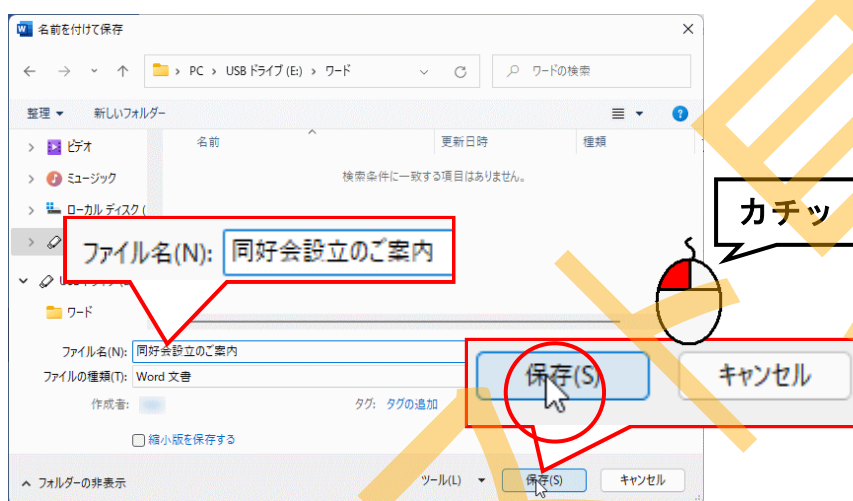 名前を付けて保存
PC › USB ドライブ (E:) › ワード
ワードの検索
整理
新しいフォルダー
名前
更新日時
種類
ビデオ
検索条件に一致する項目はありません。
ミュージック
ローカル ディスク (
カチッ
ファイル名(N): 同好会設立のご案内
ワード
ファイル名(N): 同好会設立のご案内
ファイルの種類(T): Word 文書
保存(S)
キャンセル
作成者:
タグ: タグの追加
縮小版を保存する
フォルダーの非表示
ツール(L)
保存(S)
キャンセル